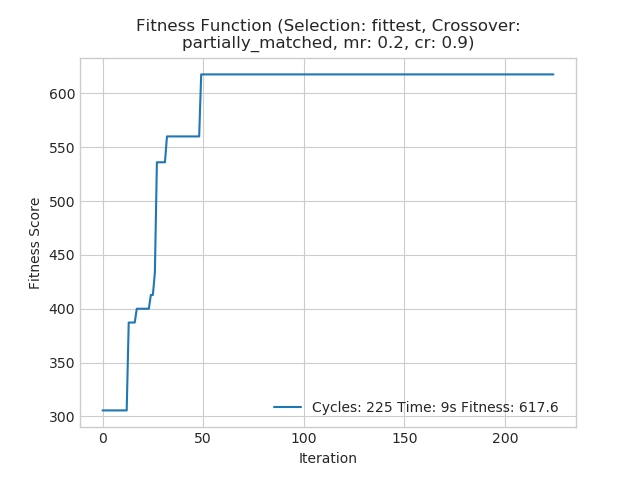 Fitness Function (Selection: fittest, Crossover:
partially_matched, mr: 0.2, cr: 0.9)
600
550
500
450
400
350
300
Fitness Score
Cycles: 225 Time: 9s Fitness: 617.6
0
50
100
150
200
Iteration